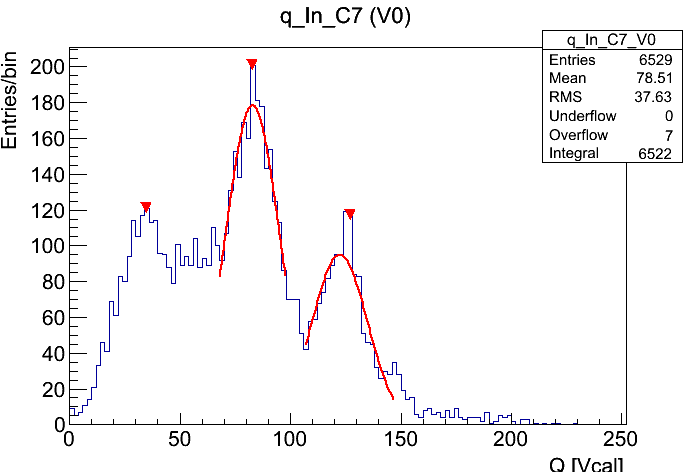 q_In_C7 (V0)
q_In_C7_V0
Entries 6529
Mean 78.51
RMS 37.63
Underflow 0
Overflow 7
Integral 6522
Entries/bin
200
180
160
140
120
100
80
60
40
20
0
0 50 100 150 200 250
Q [Vcal]